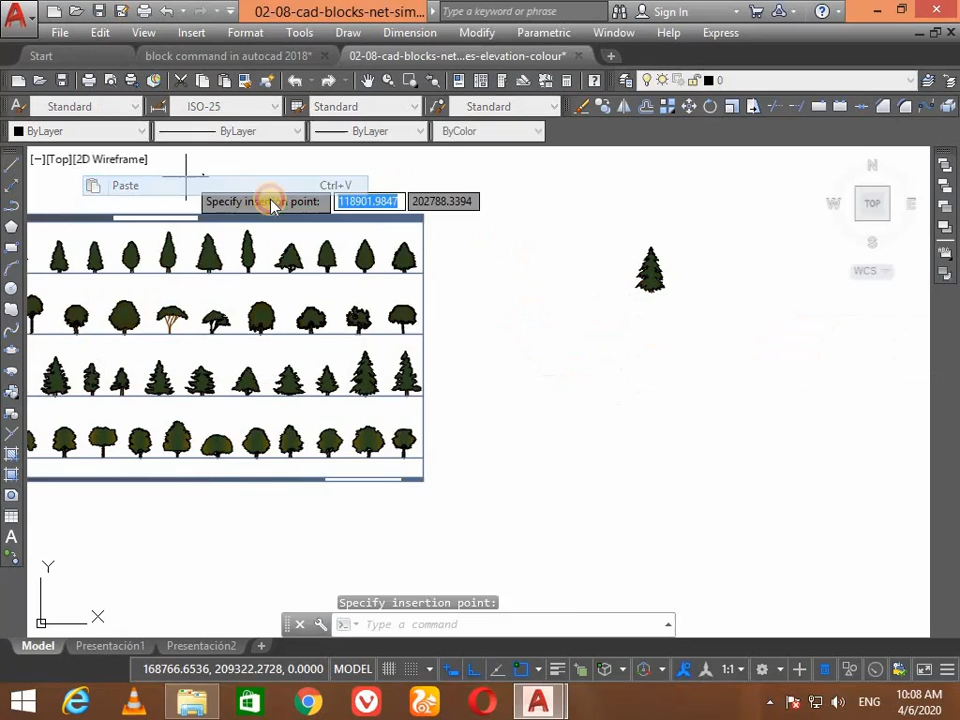 02-08-cad-blocks-net-sim...
Type a keyword or phrase
Sign In
File Edit View Insert Format Tools Draw Dimension Modify Parametric Window Help Express
Start
block command in autocad 2018*
02-08-cad-blocks-net...es-elevation-colour*
0
Standard
ISO-25
Standard
Standard
ByLayer
ByLayer
ByLayer
ByColor
[−][Top][2D Wireframe]
N
Paste Ctrl+V
Specify insertion point: 118901.9847 202788.3394
W TOP E
S
WCS
Y
X
Specify insertion point:
Type a command
Model Presentación1 Presentación2
168766.6536, 209322.2728, 0.0000 MODEL
1:1
ENG
10:08 AM
4/6/2020